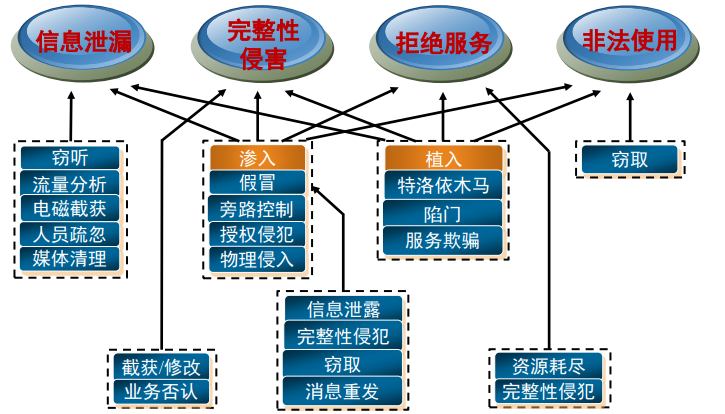 信息泄漏
完整性
侵害
拒绝服务
非法使用
窃听
流量分析
电磁截获
人员疏忽
媒体清理
渗入
假冒
旁路控制
授权侵犯
物理侵入
植入
特洛依木马
陷门
服务欺骗
窃取
信息泄露
完整性侵犯
窃取
消息重发
截获/修改
业务否认
资源耗尽
完整性侵犯